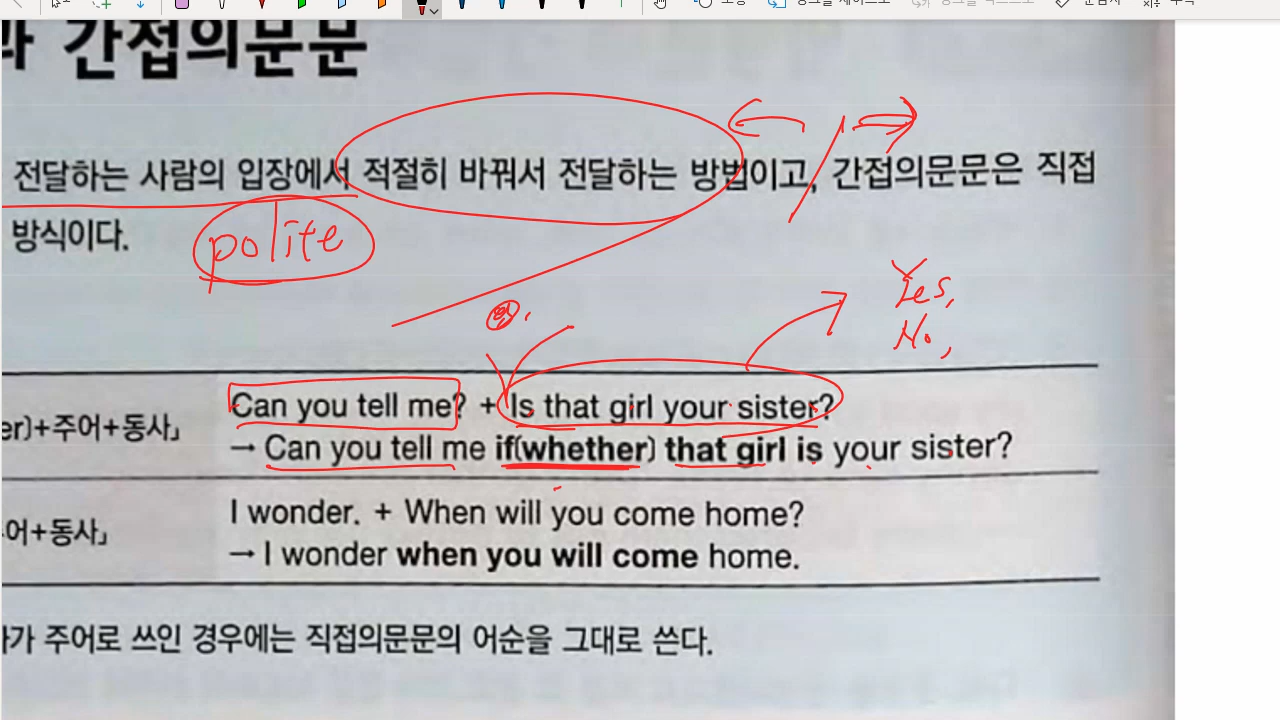 간접의문문
전달하는 사람의 입장에서 적절히 바꿔서 전달하는 방법이고, 간접의문문은 직접
방식이다.
polite
Yes,
No,
Can you tell me? + Is that girl your sister?
er)+주어+동사」
→ Can you tell me if(whether) that girl is your sister?
I wonder. + When will you come home?
어+동사」
→ I wonder when you will come home.
가 주어로 쓰인 경우에는 직접의문문의 어순을 그대로 쓴다.